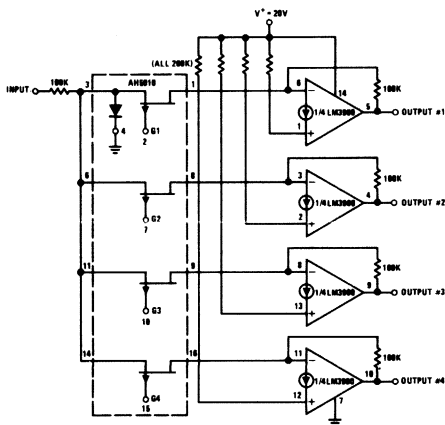 V+ = 20V
(ALL 200K)
100K
AH5010
INPUT
3
1
6
14
100K
5
OUTPUT #1
1/4 LM3900
4
G1
2
1
6
8
3
100K
4
OUTPUT #2
1/4 LM3900
G2
7
2
11
9
8
100K
9
OUTPUT #3
1/4 LM3900
G3
10
13
14
16
11
100K
10
OUTPUT #4
1/4 LM3900
G4
15
12
7